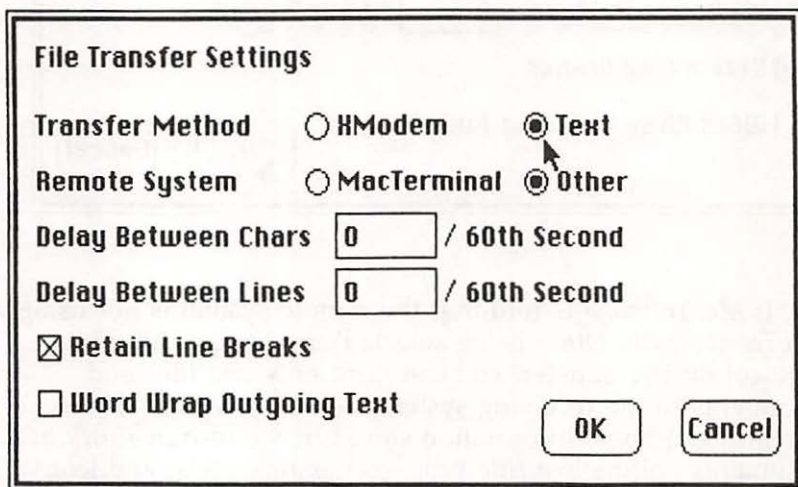 File Transfer Settings
Transfer Method XModem Text
Remote System MacTerminal Other
Delay Between Chars 0 / 60th Second
Delay Between Lines 0 / 60th Second
Retain Line Breaks
Word Wrap Outgoing Text
OK Cancel